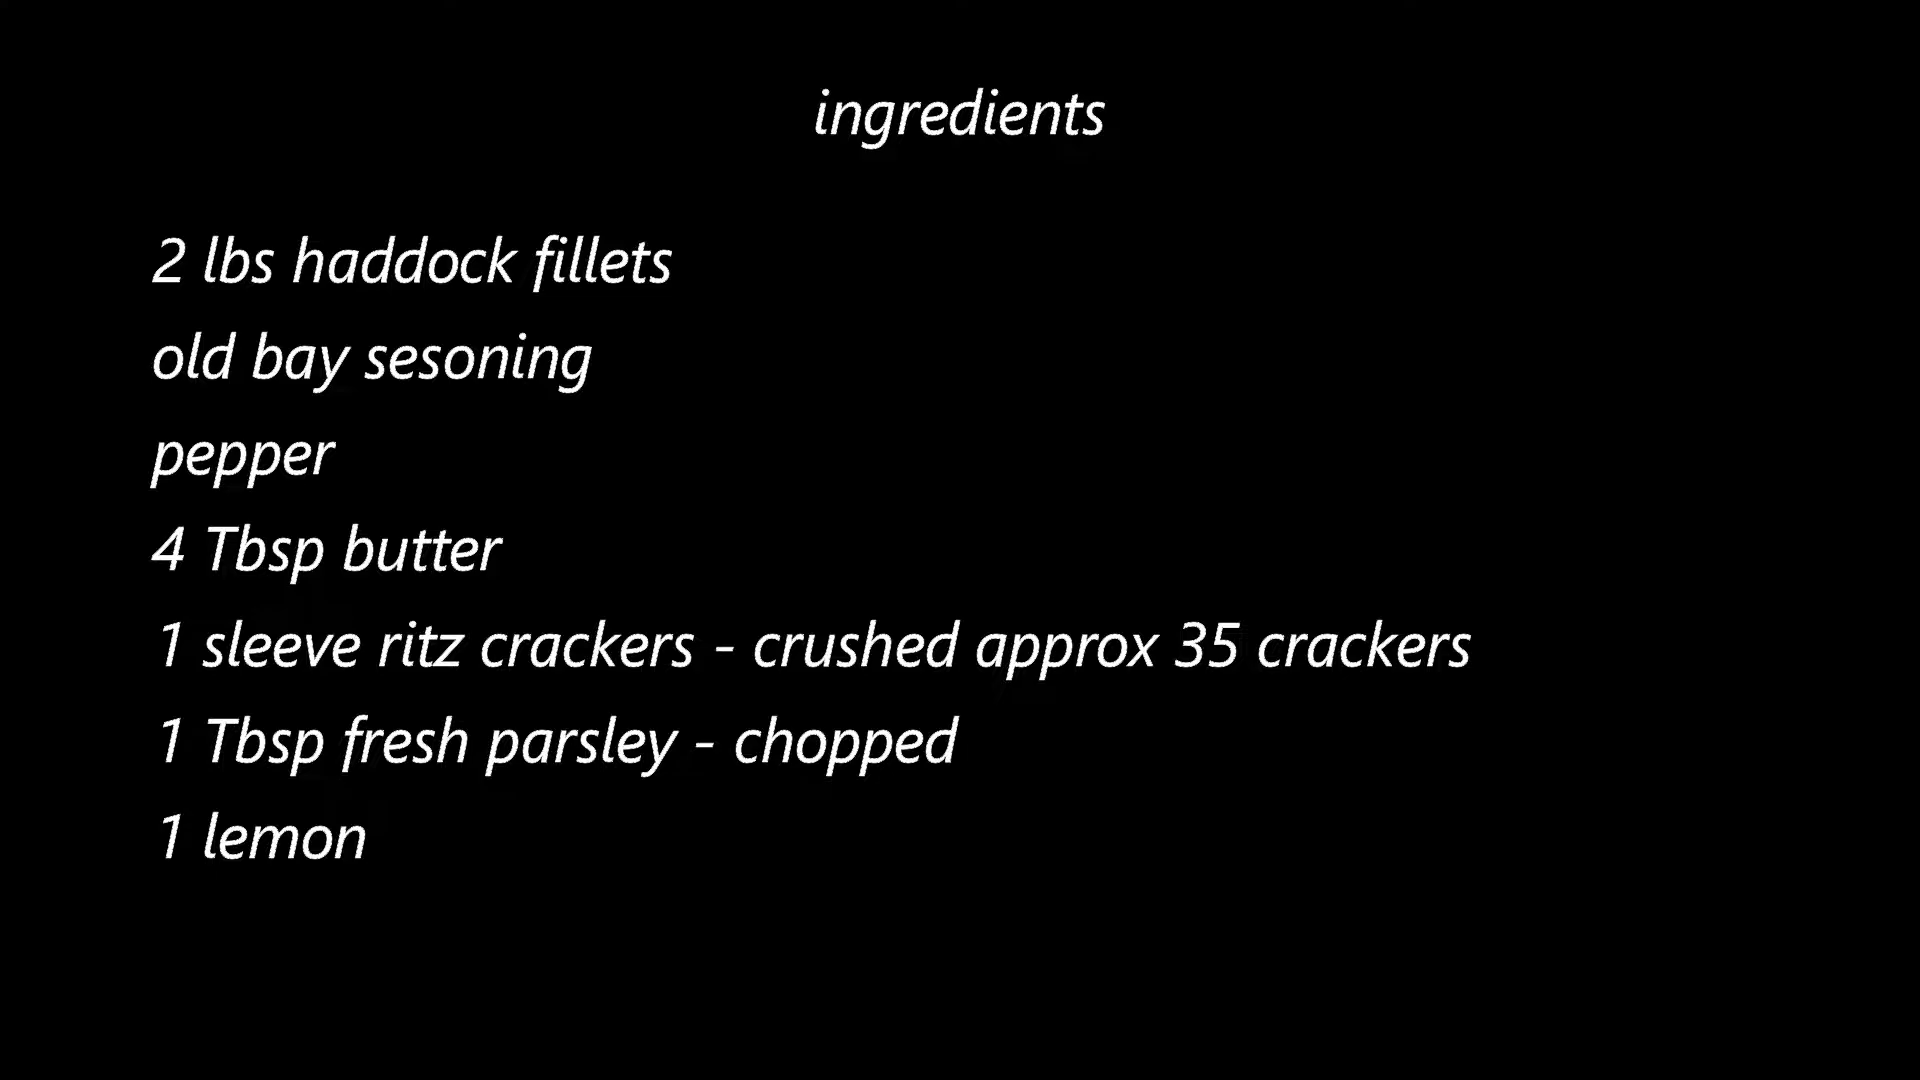 ingredients
2 lbs haddock fillets
old bay sesoning
pepper
4 Tbsp butter
1 sleeve ritz crackers - crushed approx 35 crackers
1 Tbsp fresh parsley - chopped
1 lemon